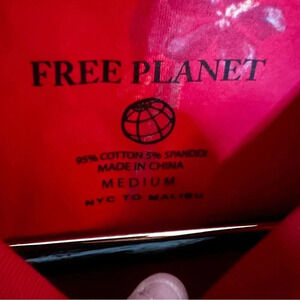 FREE PLANET
95% COTTON 5% SPANDEX
MADE IN CHINA
MEDIUM
NYC TO MALIBU